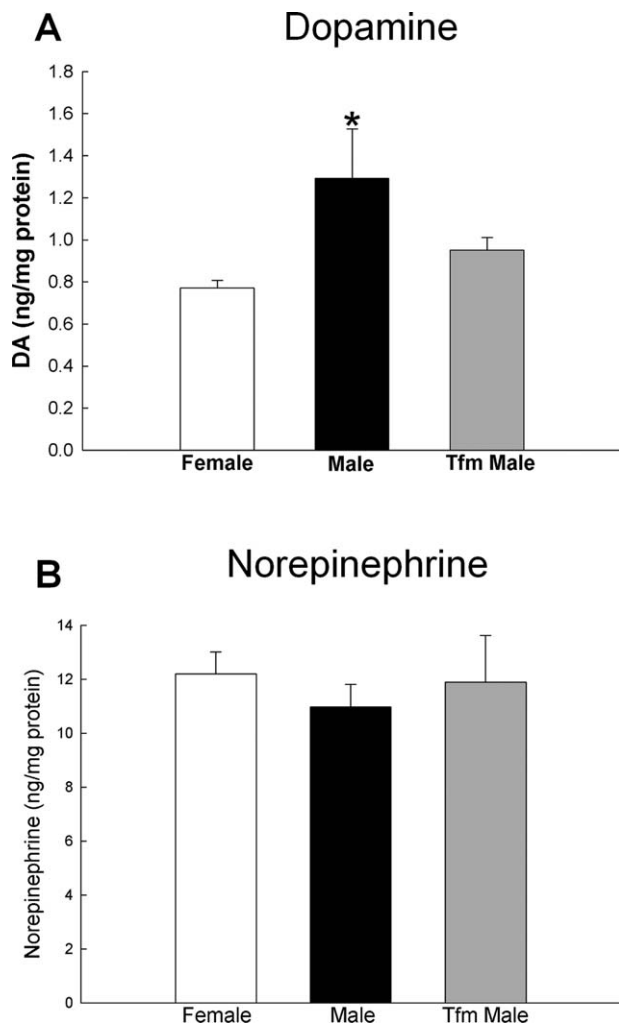 A
Dopamine
DA (ng/mg protein)
1.8
1.6
1.4
1.2
1.0
0.8
0.6
0.4
0.2
0.0
*
Female Male Tfm Male
B
Norepinephrine
Norepinephrine (ng/mg protein)
14
12
10
8
6
4
2
0
Female Male Tfm Male